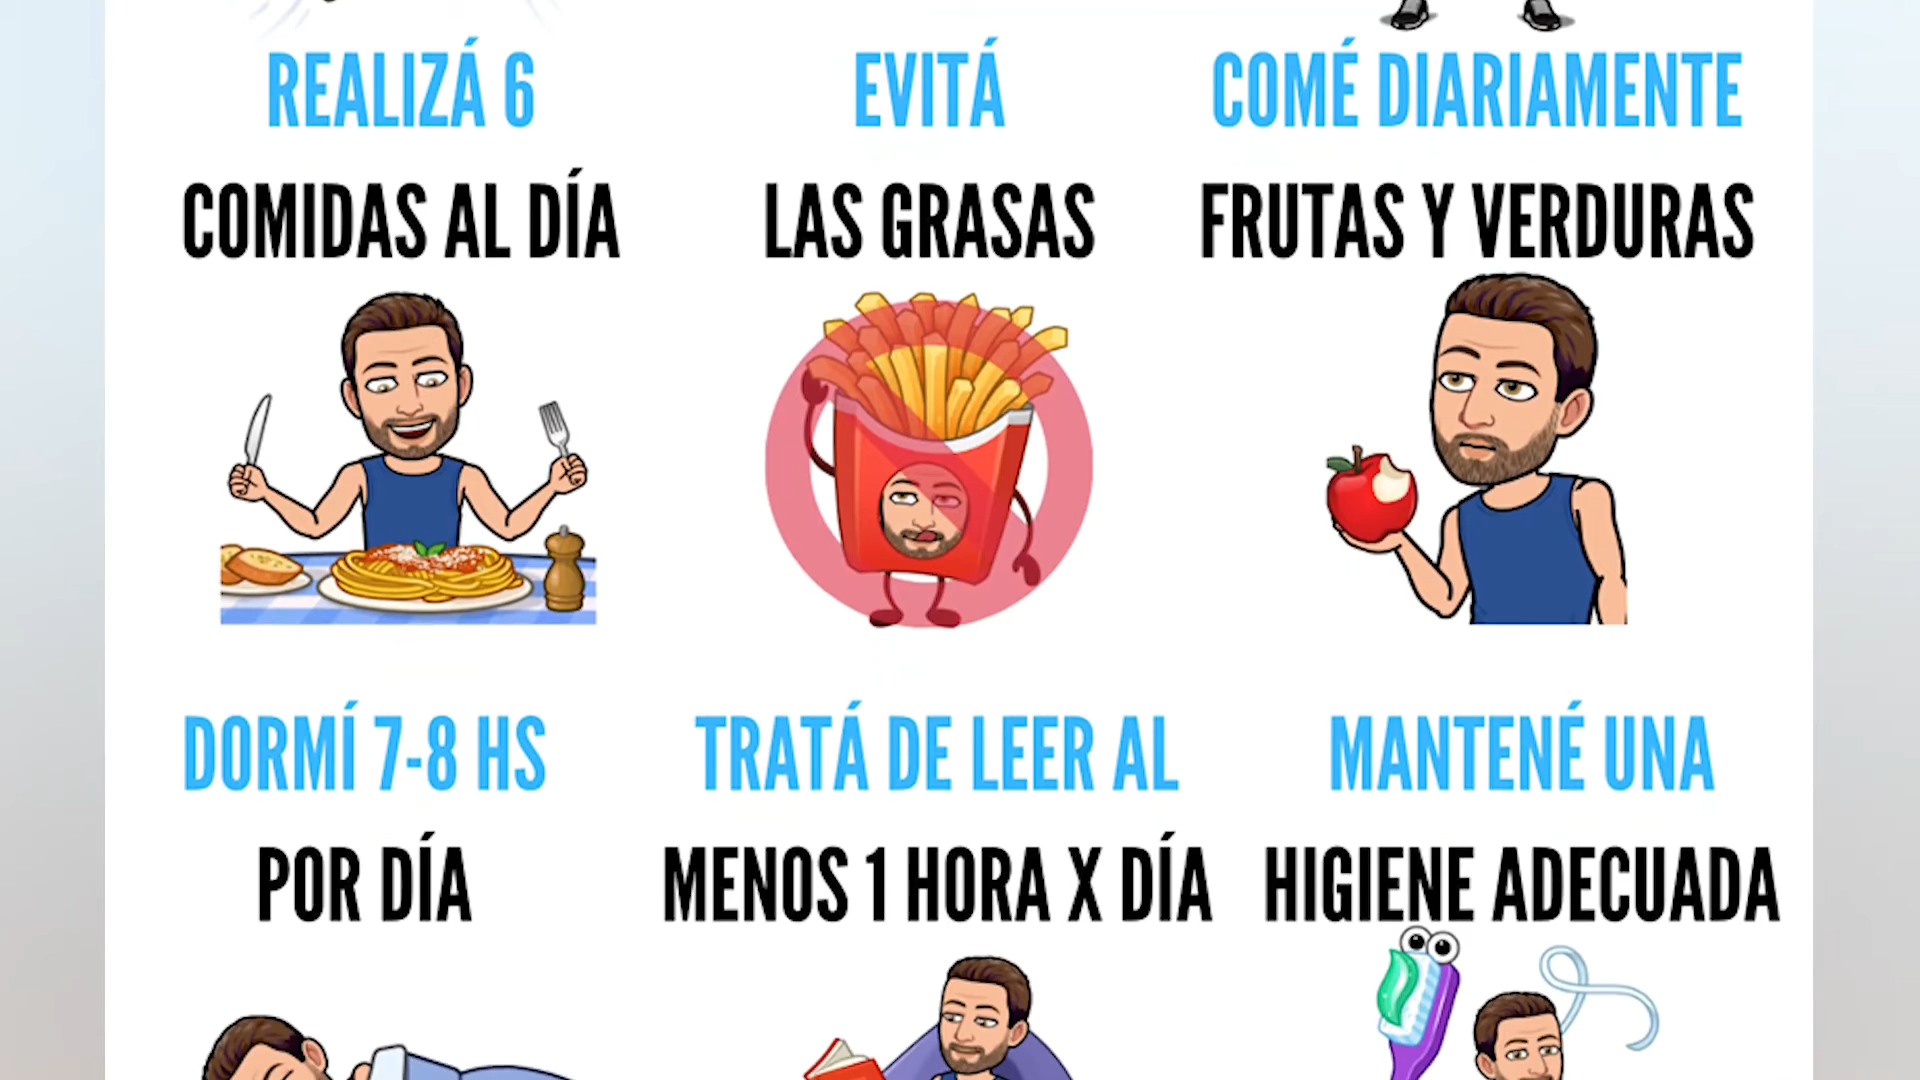 REALIZÁ 6
COMIDAS AL DÍA
EVITÁ
LAS GRASAS
COMÉ DIARIAMENTE
FRUTAS Y VERDURAS
DORMÍ 7-8 HS
POR DÍA
TRATÁ DE LEER AL
MENOS 1 HORA X DÍA
MANTENÉ UNA
HIGIENE ADECUADA